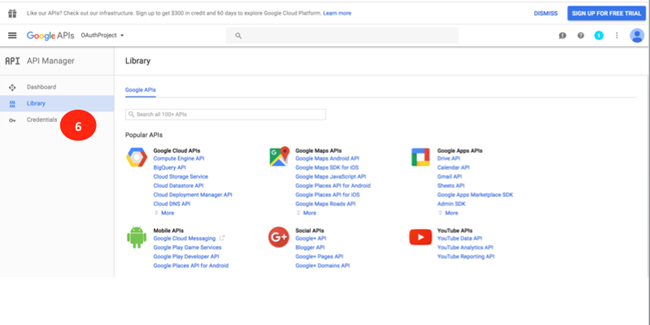 Like our APIs? Check out our infrastructure. Sign up to get $300 in credit and 60 days to explore Google Cloud Platform. Learn more
DISMISS
SIGN UP FOR FREE TRIAL
Google APIs
OAuthProject
API
API Manager
Library
Dashboard
Library
Credentials
6
Google APIs
Search all 100+ APIs
Popular APIs
Google Cloud APIs
Compute Engine API
BigQuery API
Cloud Storage Service
Cloud Datastore API
Cloud Deployment Manager API
Cloud DNS API
More
Google Maps APIs
Google Maps Android API
Google Maps SDK for iOS
Google Maps JavaScript API
Google Places API for Android
Google Places API for iOS
Google Maps Roads API
More
Google Apps APIs
Drive API
Calendar API
Gmail API
Sheets API
Google Apps Marketplace SDK
Admin SDK
More
Mobile APIs
Google Cloud Messaging
Google Play Game Services
Google Play Developer API
Google Places API for Android
G+
Social APIs
Google+ API
Blogger API
Google+ Pages API
Google+ Domains API
YouTube APIs
YouTube Data API
YouTube Analytics API
YouTube Reporting API